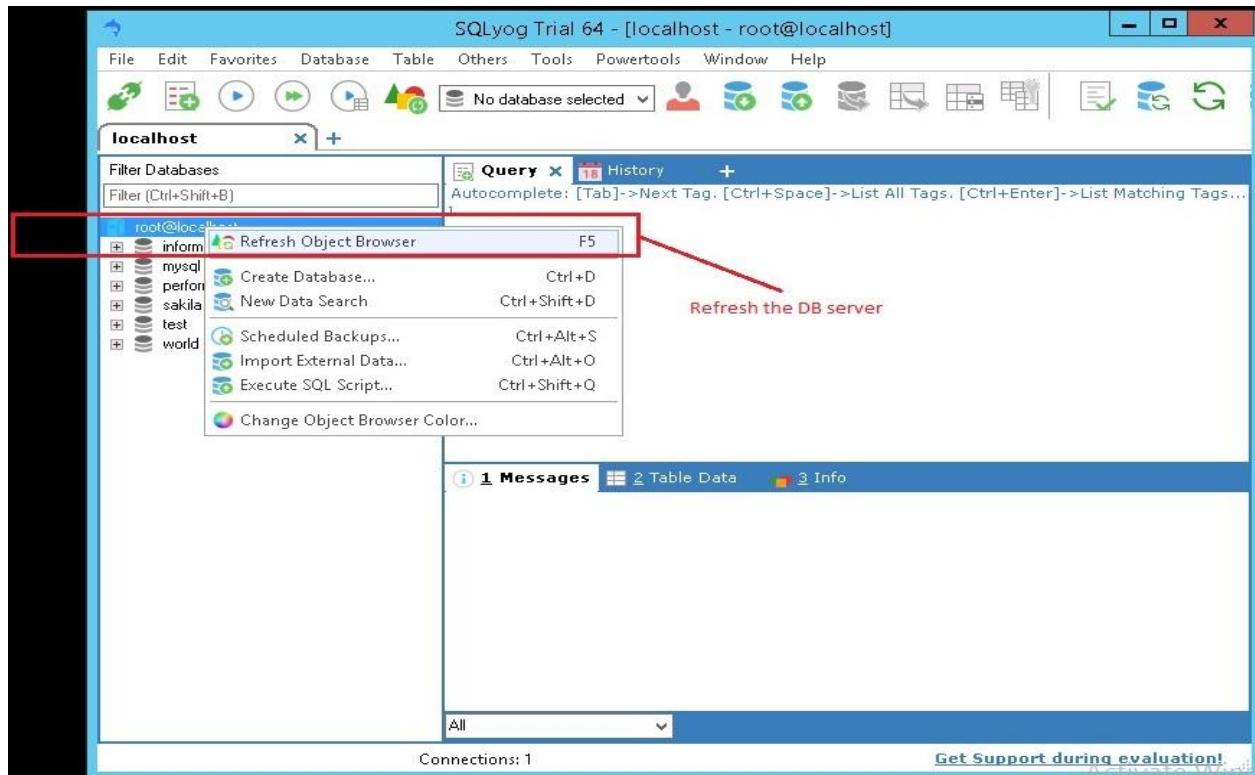 SQLyog Trial 64 - [localhost - root@localhost]
File Edit Favorites Database Table Others Tools Powertools Window Help
No database selected
localhost
Filter Databases
Filter (Ctrl+Shift+B)
Query
18 History
Autocomplete: [Tab]->Next Tag. [Ctrl+Space]->List All Tags. [Ctrl+Enter]->List Matching Tags...
1
Refresh Object Browser F5
mysql
Create Database... Ctrl+D
sakila
New Data Search Ctrl+Shift+D
Refresh the DB server
test
world
Scheduled Backups... Ctrl+Alt+S
Import External Data... Ctrl+Alt+O
Execute SQL Script... Ctrl+Shift+Q
Change Object Browser Color...
1 Messages 2 Table Data 3 Info
All
Connections: 1
Get Support during evaluation!